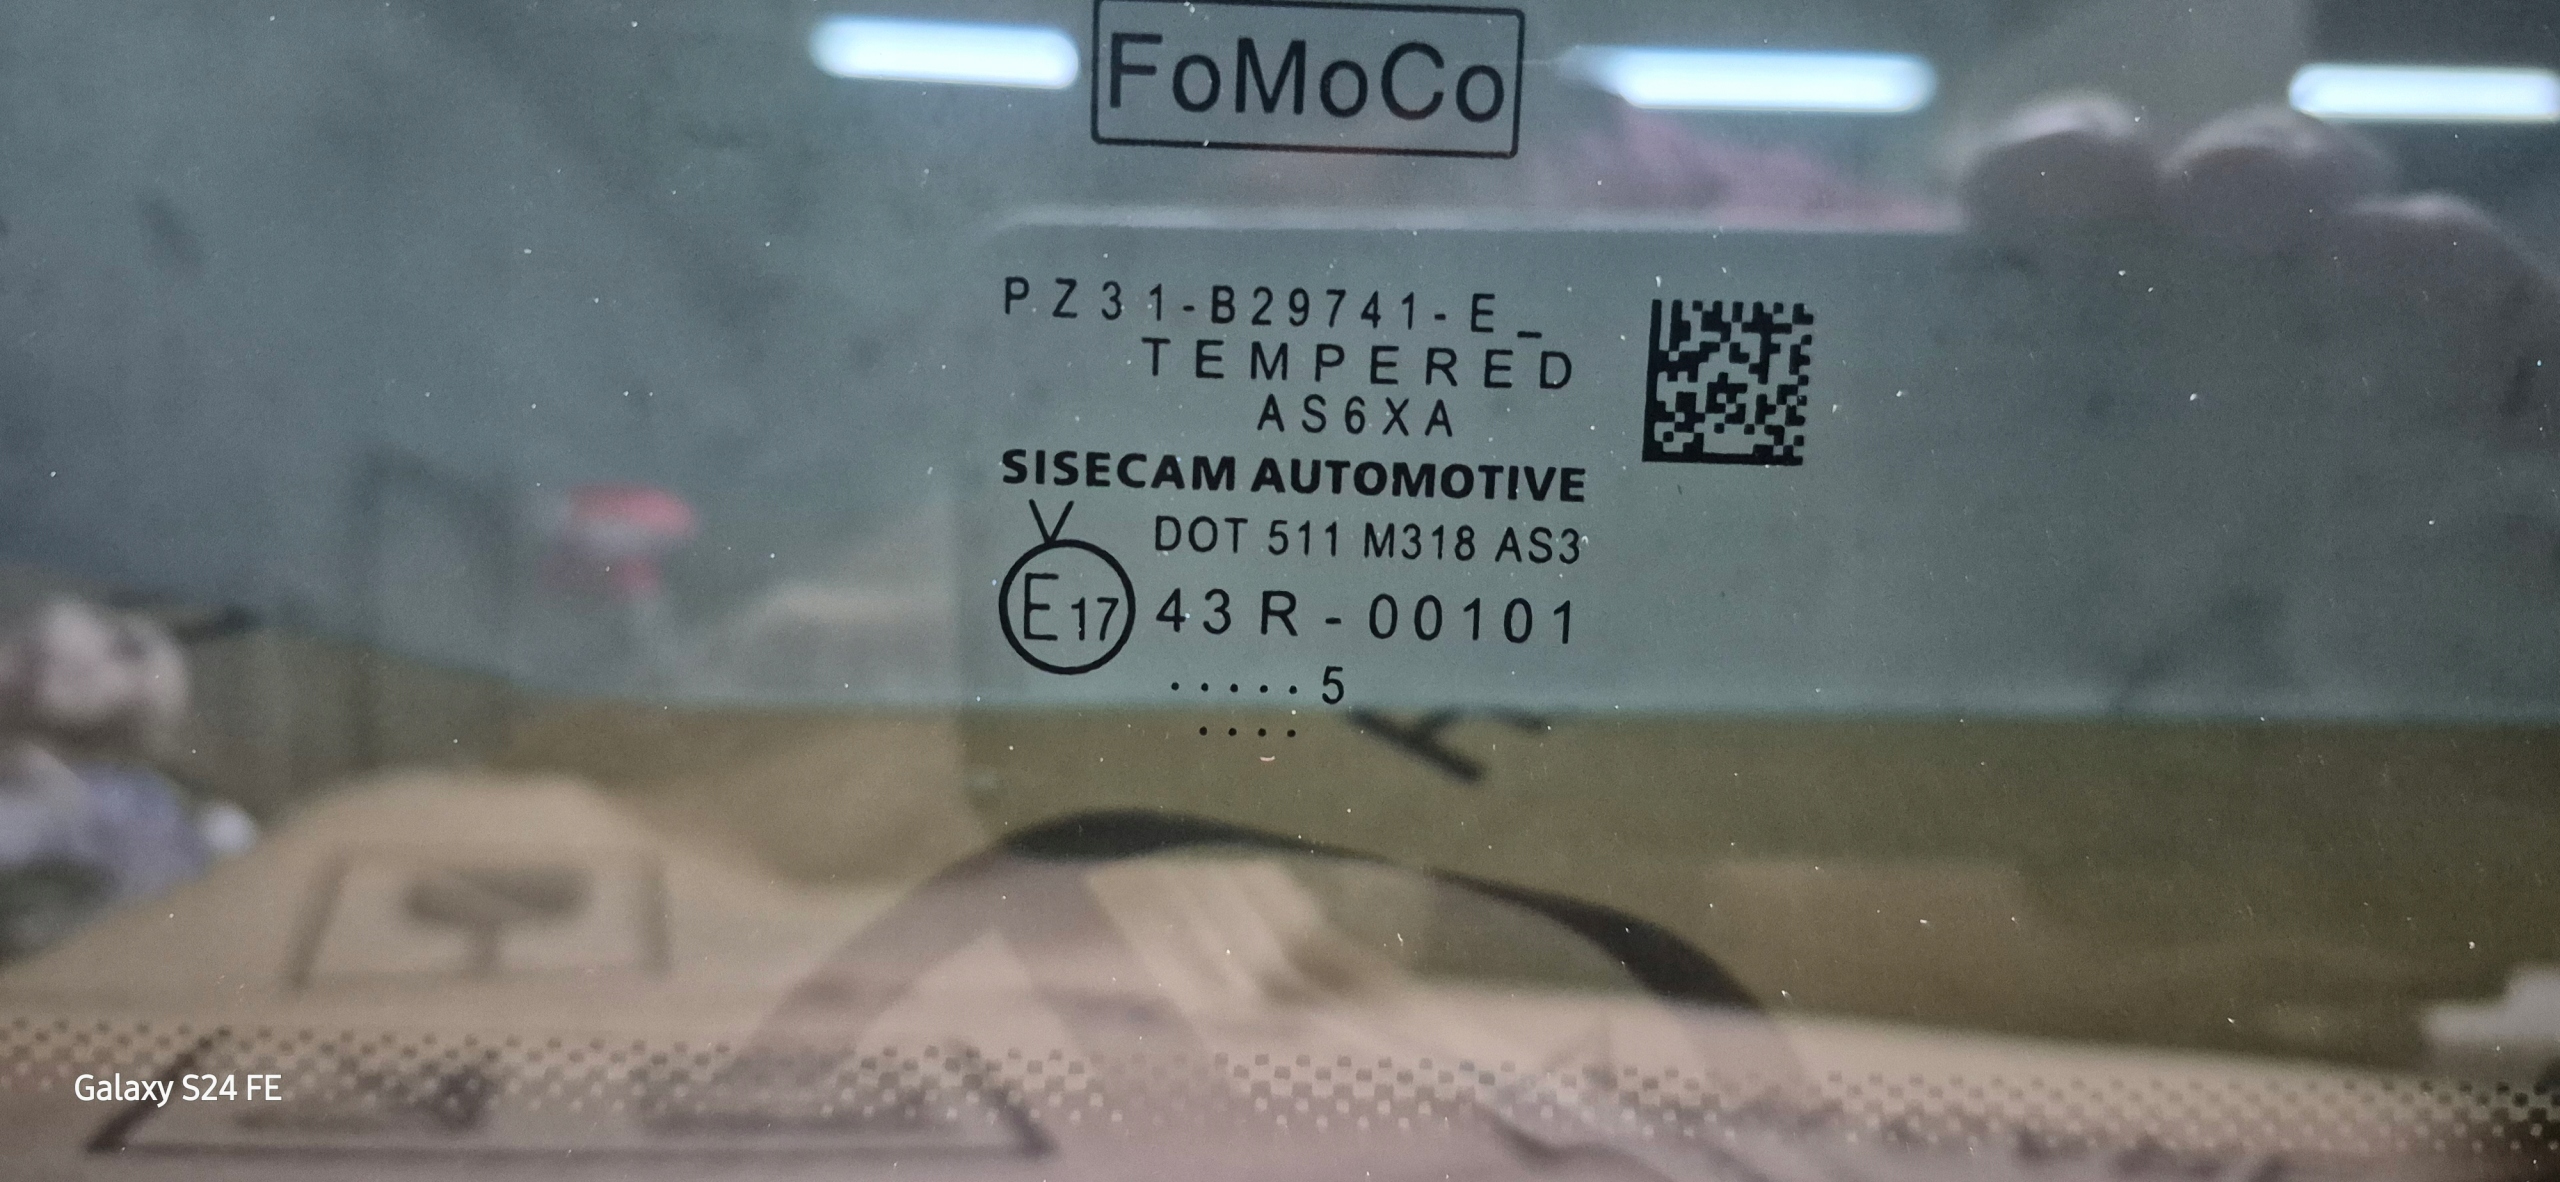 FoMoCo
PZ31-B29741-E_
TEMPERED
AS6XA
SISECAM AUTOMOTIVE
V
DOT 511 M318 AS3
E17 43R-00101
.....5
....
Galaxy S24 FE